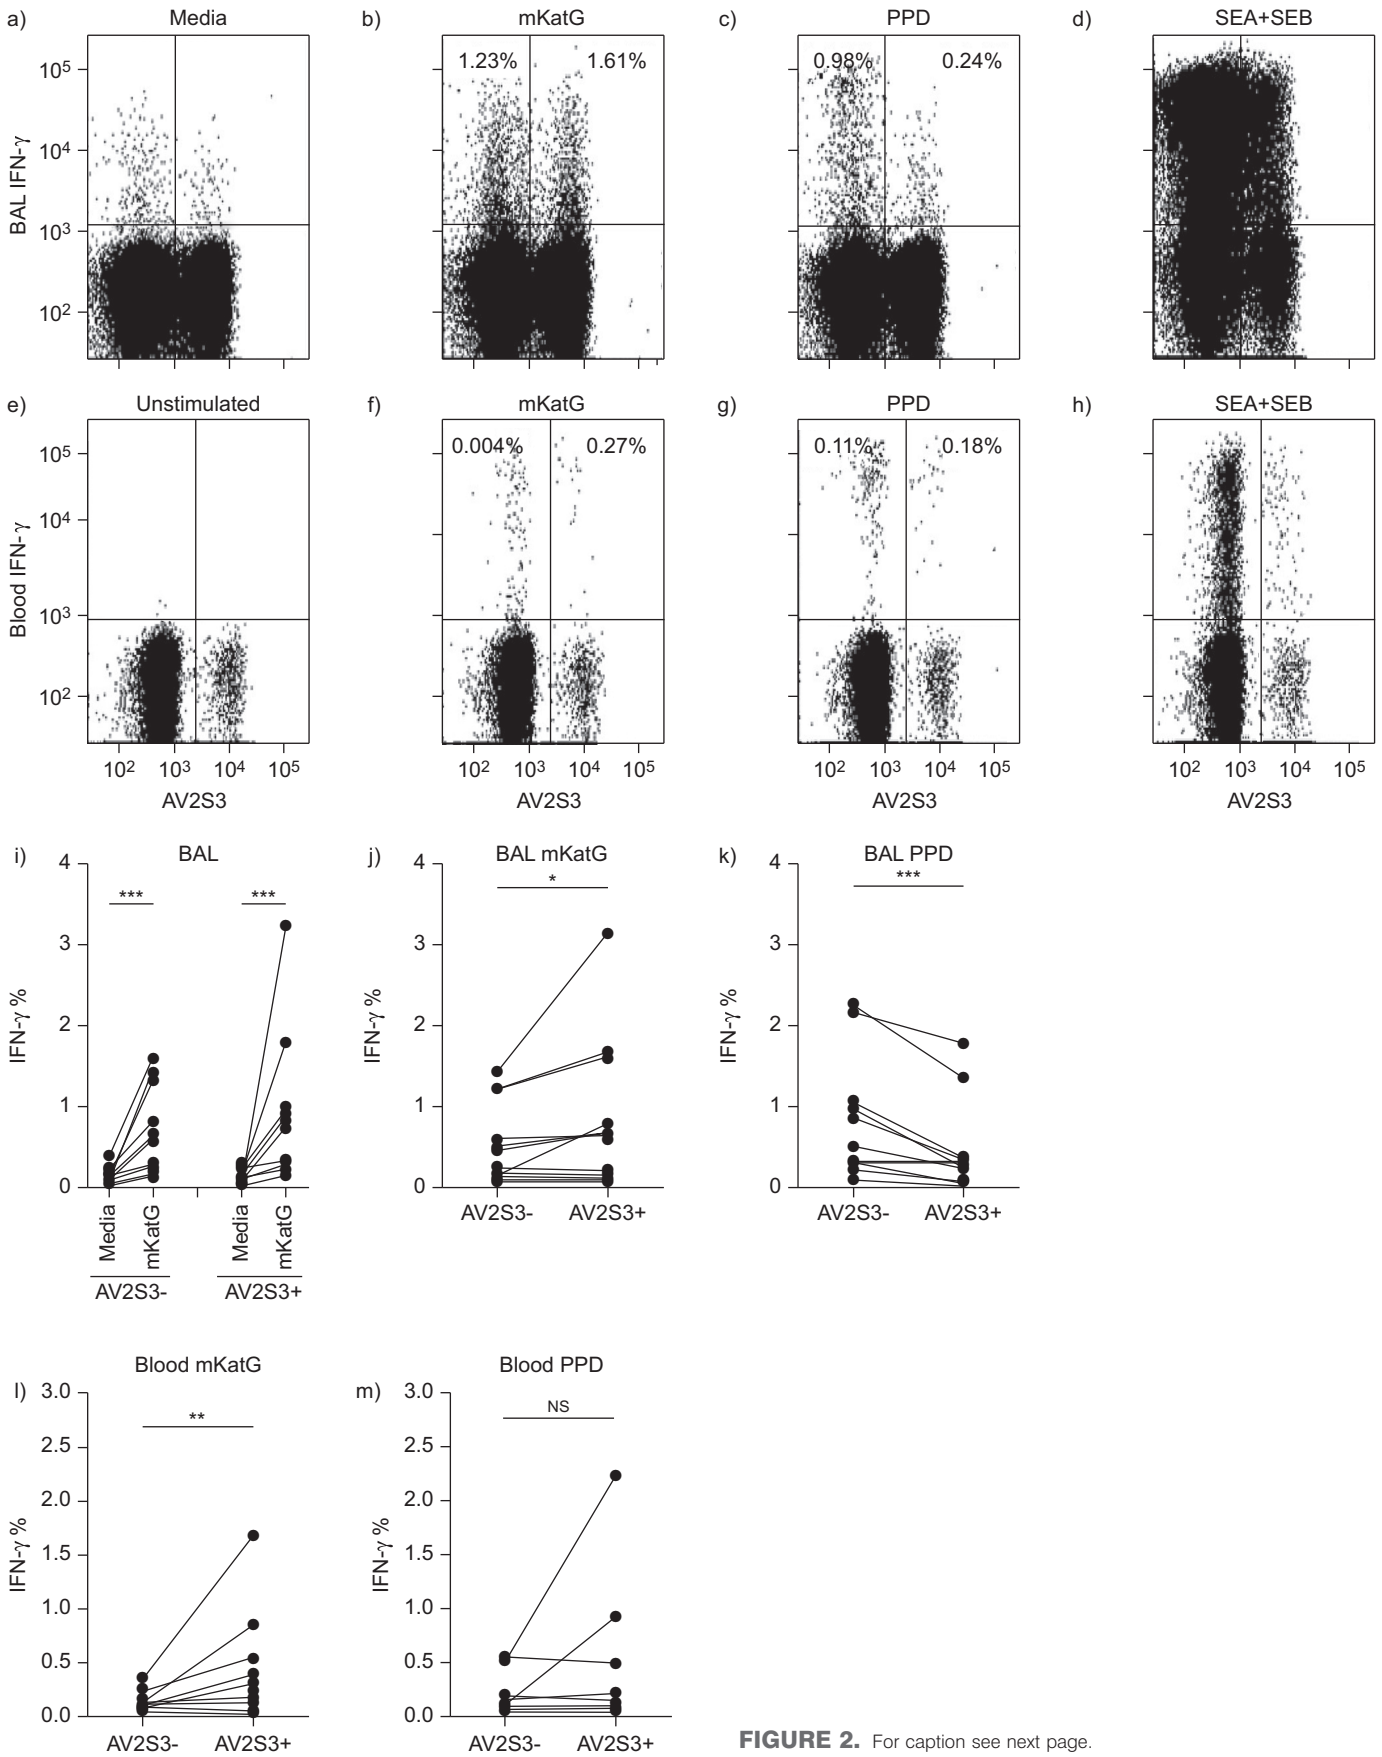 a) Media b) mKatG c) PPD d) SEA+SEB
1.23% 1.61% 0.98% 0.24%
BAL IFN-γ
10⁵
10⁴
10³
10²
e) Unstimulated f) mKatG g) PPD h) SEA+SEB
0.004% 0.27% 0.11% 0.18%
Blood IFN-γ
10⁵
10⁴
10³
10²
10² 10³ 10⁴ 10⁵ 10² 10³ 10⁴ 10⁵ 10² 10³ 10⁴ 10⁵ 10² 10³ 10⁴ 10⁵
AV2S3 AV2S3 AV2S3 AV2S3
i) BAL
***
***
IFN-γ %
4
3
2
1
0
Media
mKatG
Media
mKatG
AV2S3- AV2S3+
j) BAL mKatG
*
IFN-γ %
4
3
2
1
0
AV2S3- AV2S3+
k) BAL PPD
***
IFN-γ %
4
3
2
1
0
AV2S3- AV2S3+
l) Blood mKatG
**
IFN-γ %
3.0
2.5
2.0
1.5
1.0
0.5
0.0
AV2S3- AV2S3+
m) Blood PPD
NS
IFN-γ %
3.0
2.5
2.0
1.5
1.0
0.5
0.0
AV2S3- AV2S3+
FIGURE 2. For caption see next page.